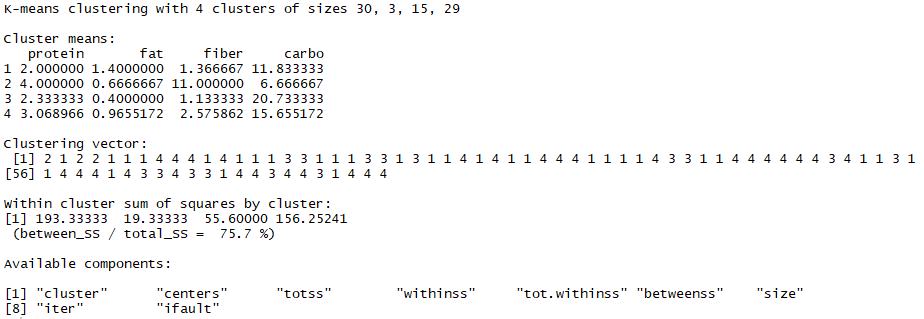 K-means clustering with 4 clusters of sizes 30, 3, 15, 29
Cluster means:
   protein       fat     fiber     carbo
1 2.000000 1.4000000  1.366667 11.833333
2 4.000000 0.6666667 11.000000  6.666667
3 2.333333 0.4000000  1.133333 20.733333
4 3.068966 0.9655172  2.575862 15.655172
Clustering vector:
 [1] 2 1 2 2 1 1 1 4 4 4 1 4 1 1 1 3 3 1 1 1 3 3 1 3 1 1 4 1 4 1 1 4 4 4 1 1 1 1 4 3 3 1 1 4 4 4 4 4 4 3 4 1 1 3 1
[56] 1 4 4 4 1 4 3 3 4 3 3 1 4 4 3 4 4 3 1 4 4 4
Within cluster sum of squares by cluster:
[1] 193.33333  19.33333  55.60000 156.25241
 (between_SS / total_SS =  75.7 %)
Available components:
[1] "cluster"      "centers"      "totss"        "withinss"     "tot.withinss" "betweenss"    "size"
[8] "iter"         "ifault"